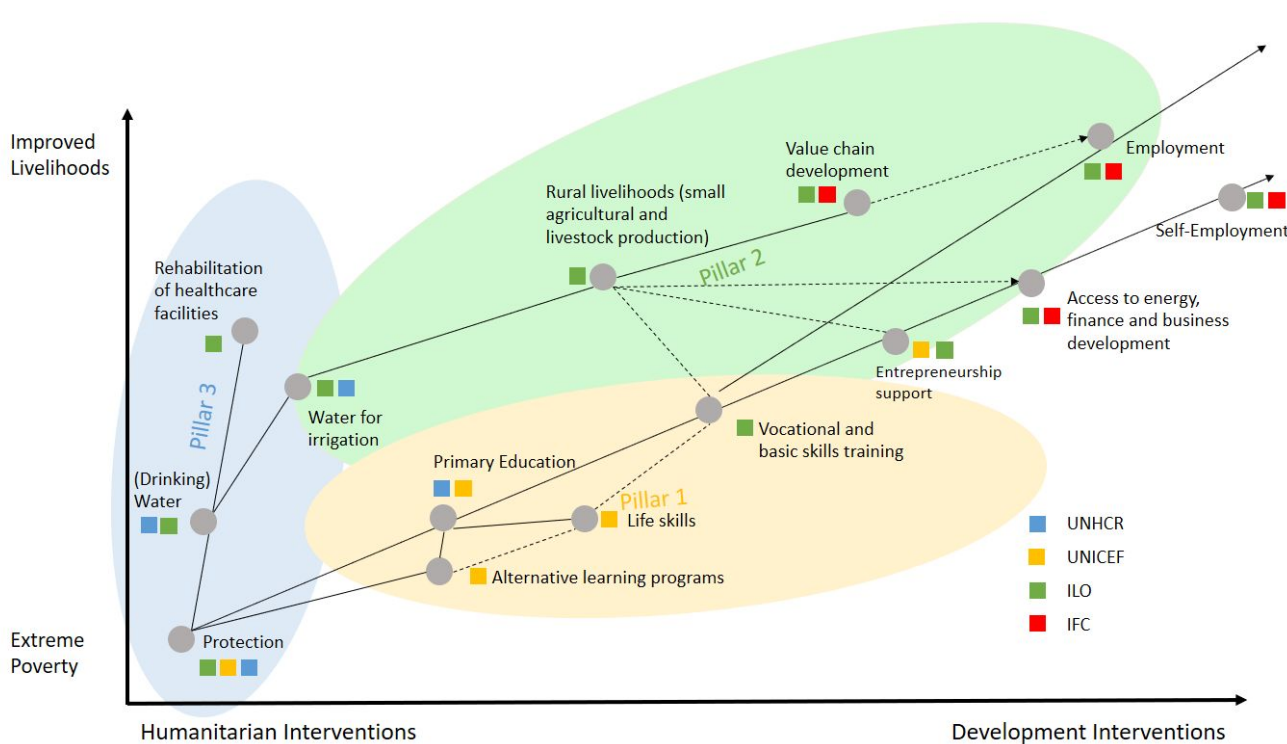 Improved
Livelihoods
Value chain
development
Employment
Rural livelihoods (small
agricultural and
livestock production)
Self-Employment
Pillar 2
Rehabilitation
of healthcare
facilities
Access to energy,
finance and business
development
Entrepreneurship
support
Pillar 3
Water for
irrigation
Vocational and
basic skills training
Primary Education
(Drinking)
Water
Pillar 1
Life skills
Alternative learning programs
UNHCR
UNICEF
ILO
IFC
Extreme
Poverty
Protection
Humanitarian Interventions
Development Interventions